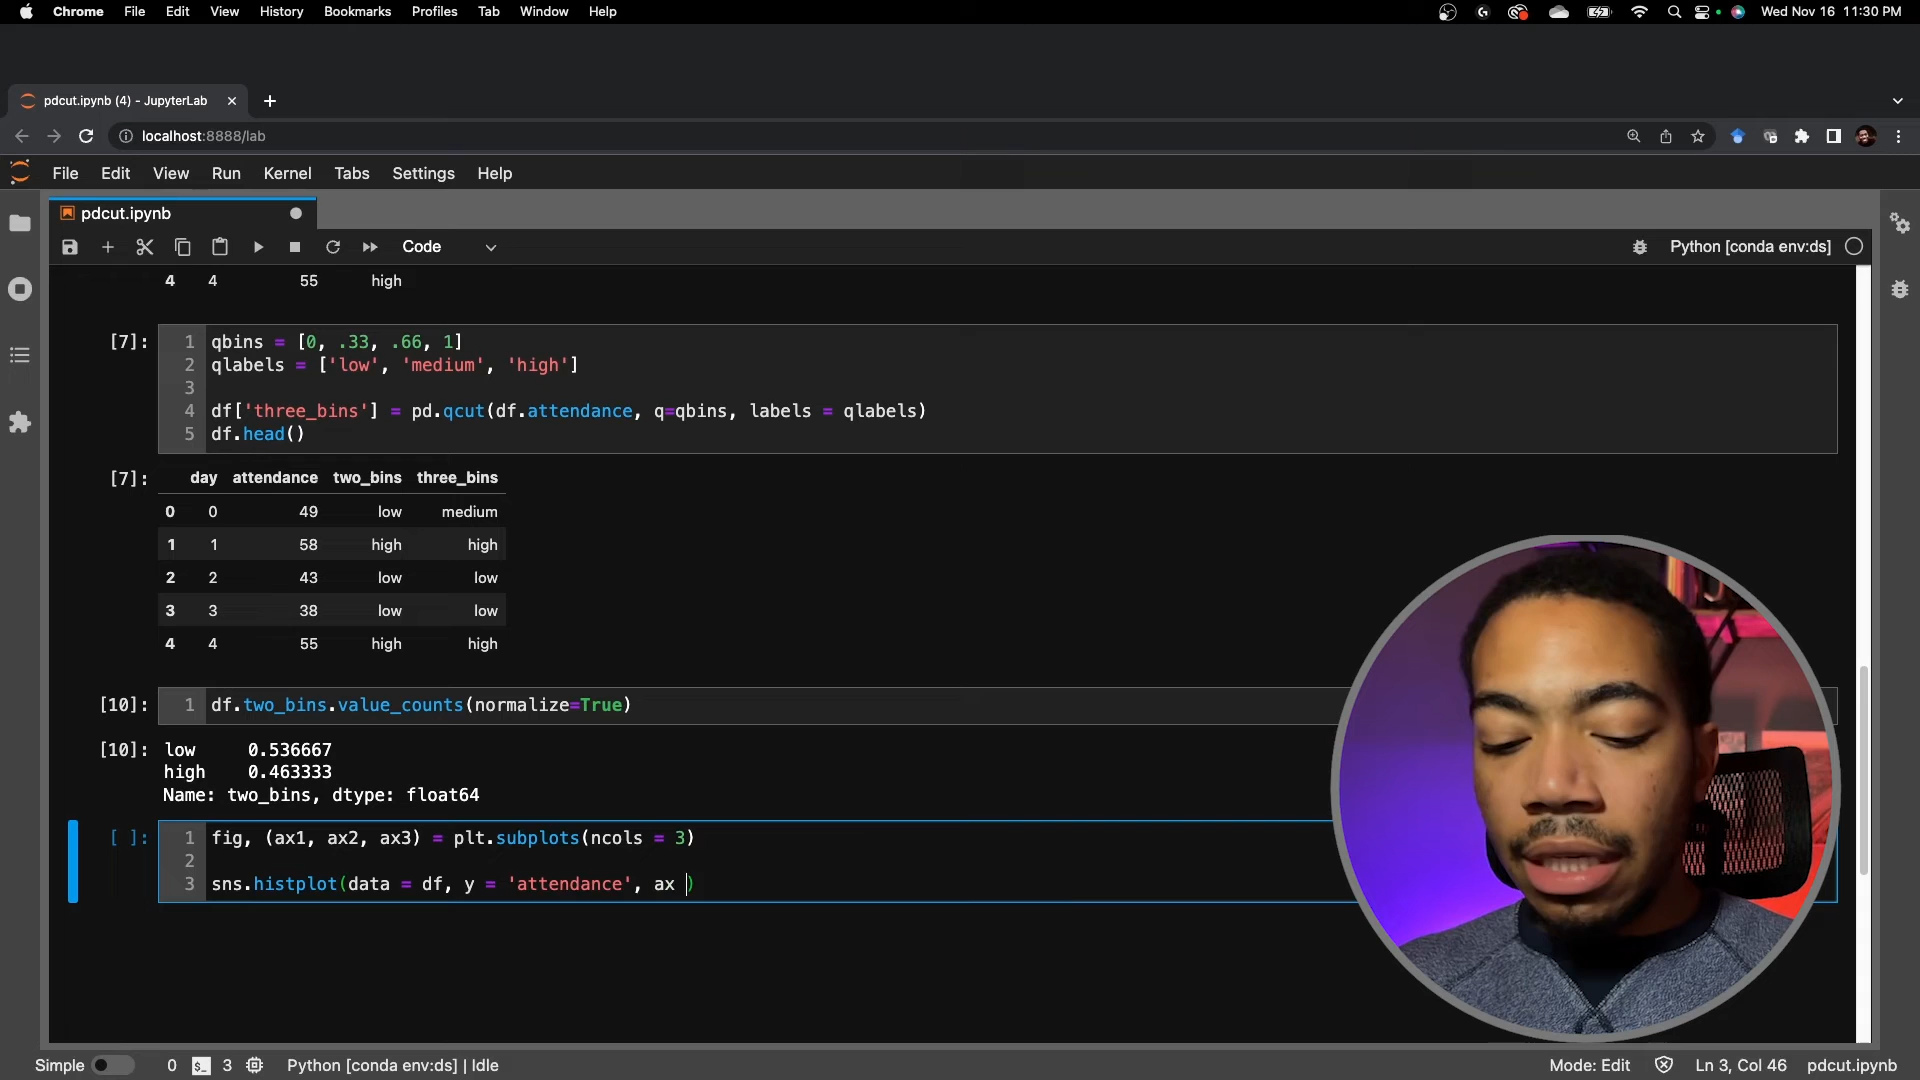 Chrome File Edit View History Bookmarks Profiles Tab Window Help Wed Nov 16 11:30 PM
pdcut.ipynb (4) - JupyterLab
localhost:8888/lab
File Edit View Run Kernel Tabs Settings Help
pdcut.ipynb
Code Python [conda env:ds]
4 4 55 high
[7]: 1 qbins = [0, .33, .66, 1]
2 qlabels = ['low', 'medium', 'high']
3
4 df['three_bins'] = pd.qcut(df.attendance, q=qbins, labels = qlabels)
5 df.head()
[7]: day attendance two_bins three_bins
0 0 49 low medium
1 1 58 high high
2 2 43 low low
3 3 38 low low
4 4 55 high high
[10]: 1 df.two_bins.value_counts(normalize=True)
[10]: low 0.536667
high 0.463333
Name: two_bins, dtype: float64
[ ]: 1 fig, (ax1, ax2, ax3) = plt.subplots(ncols = 3)
2
3 sns.histplot(data = df, y = 'attendance', ax )
Simple 0 3 Python [conda env:ds] | Idle Mode: Edit Ln 3, Col 46 pdcut.ipynb